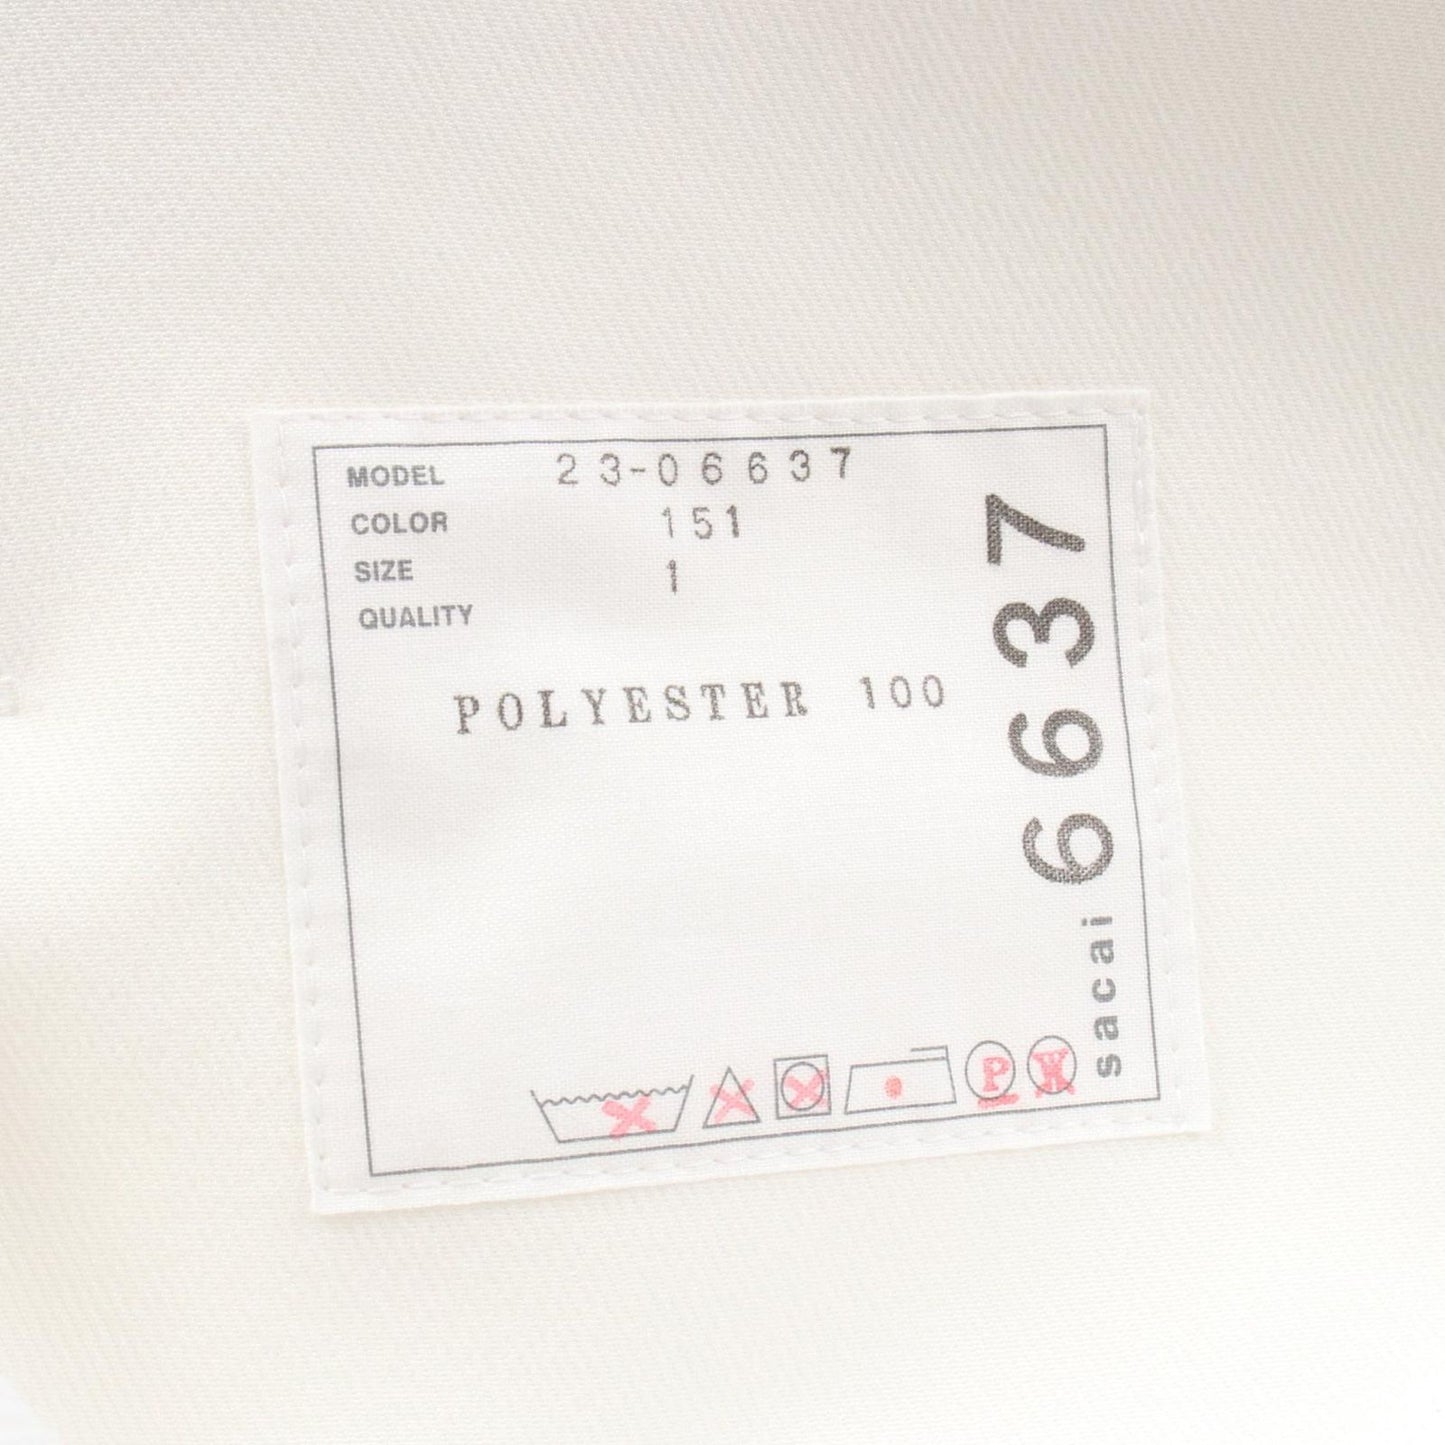 MODEL 23-06637
COLOR 151
SIZE 1
QUALITY
POLYESTER 100
sacai 6637
P W